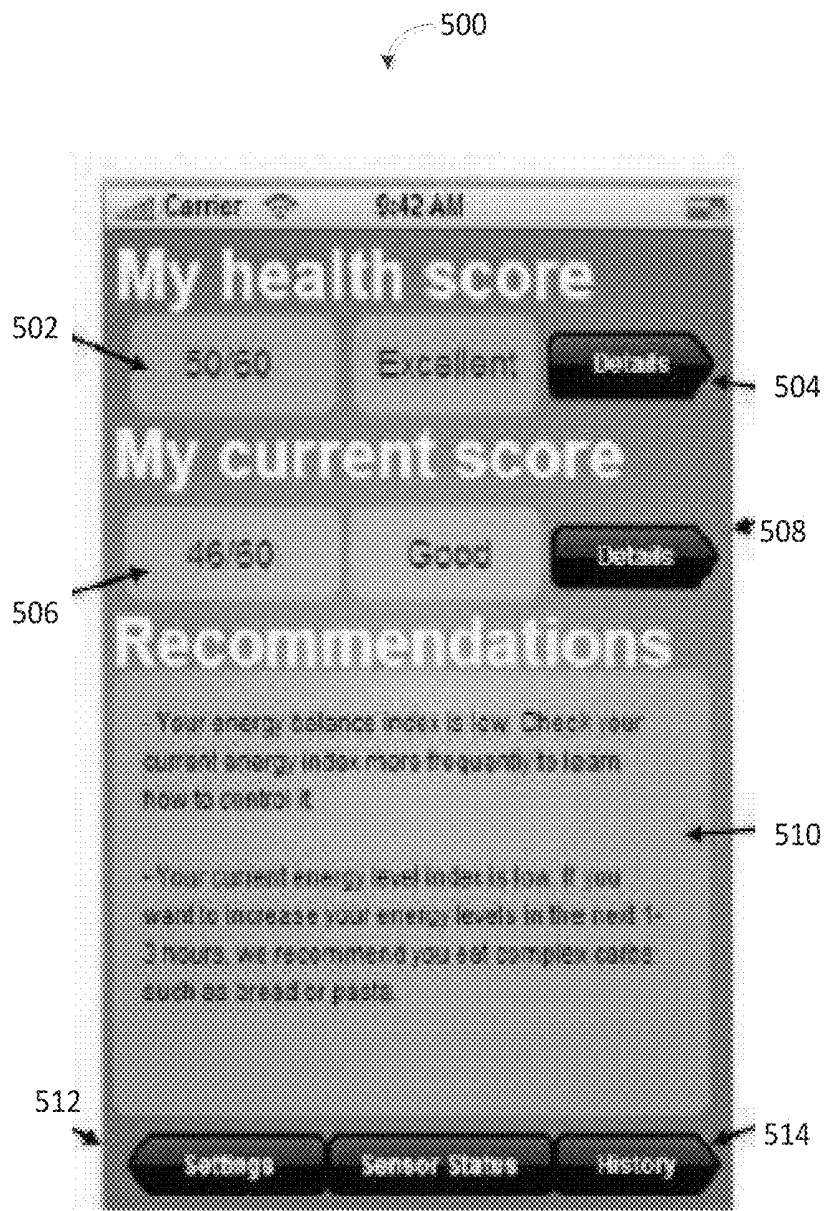 500
Carrier 9:42 AM
My health score
502
50/60 Excellent Details
504
My current score
508
46/60 Good Details
506
Recommendations
- Your energy balance index is low. Check your
current energy index more frequently to learn
how to control it.
510
- Your current energy level index is low. If you
want to increase your energy levels in the next 1-
3 hours, we recommend you eat complex carbs
such as bread or pasta.
512
514
Settings Sensor States History